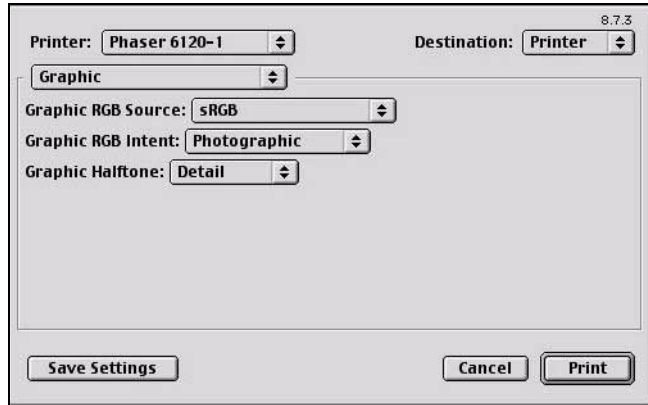 8.7.3
Printer: Phaser 6120-1 Destination: Printer
Graphic
Graphic RGB Source: sRGB
Graphic RGB Intent: Photographic
Graphic Halftone: Detail
Save Settings Cancel Print